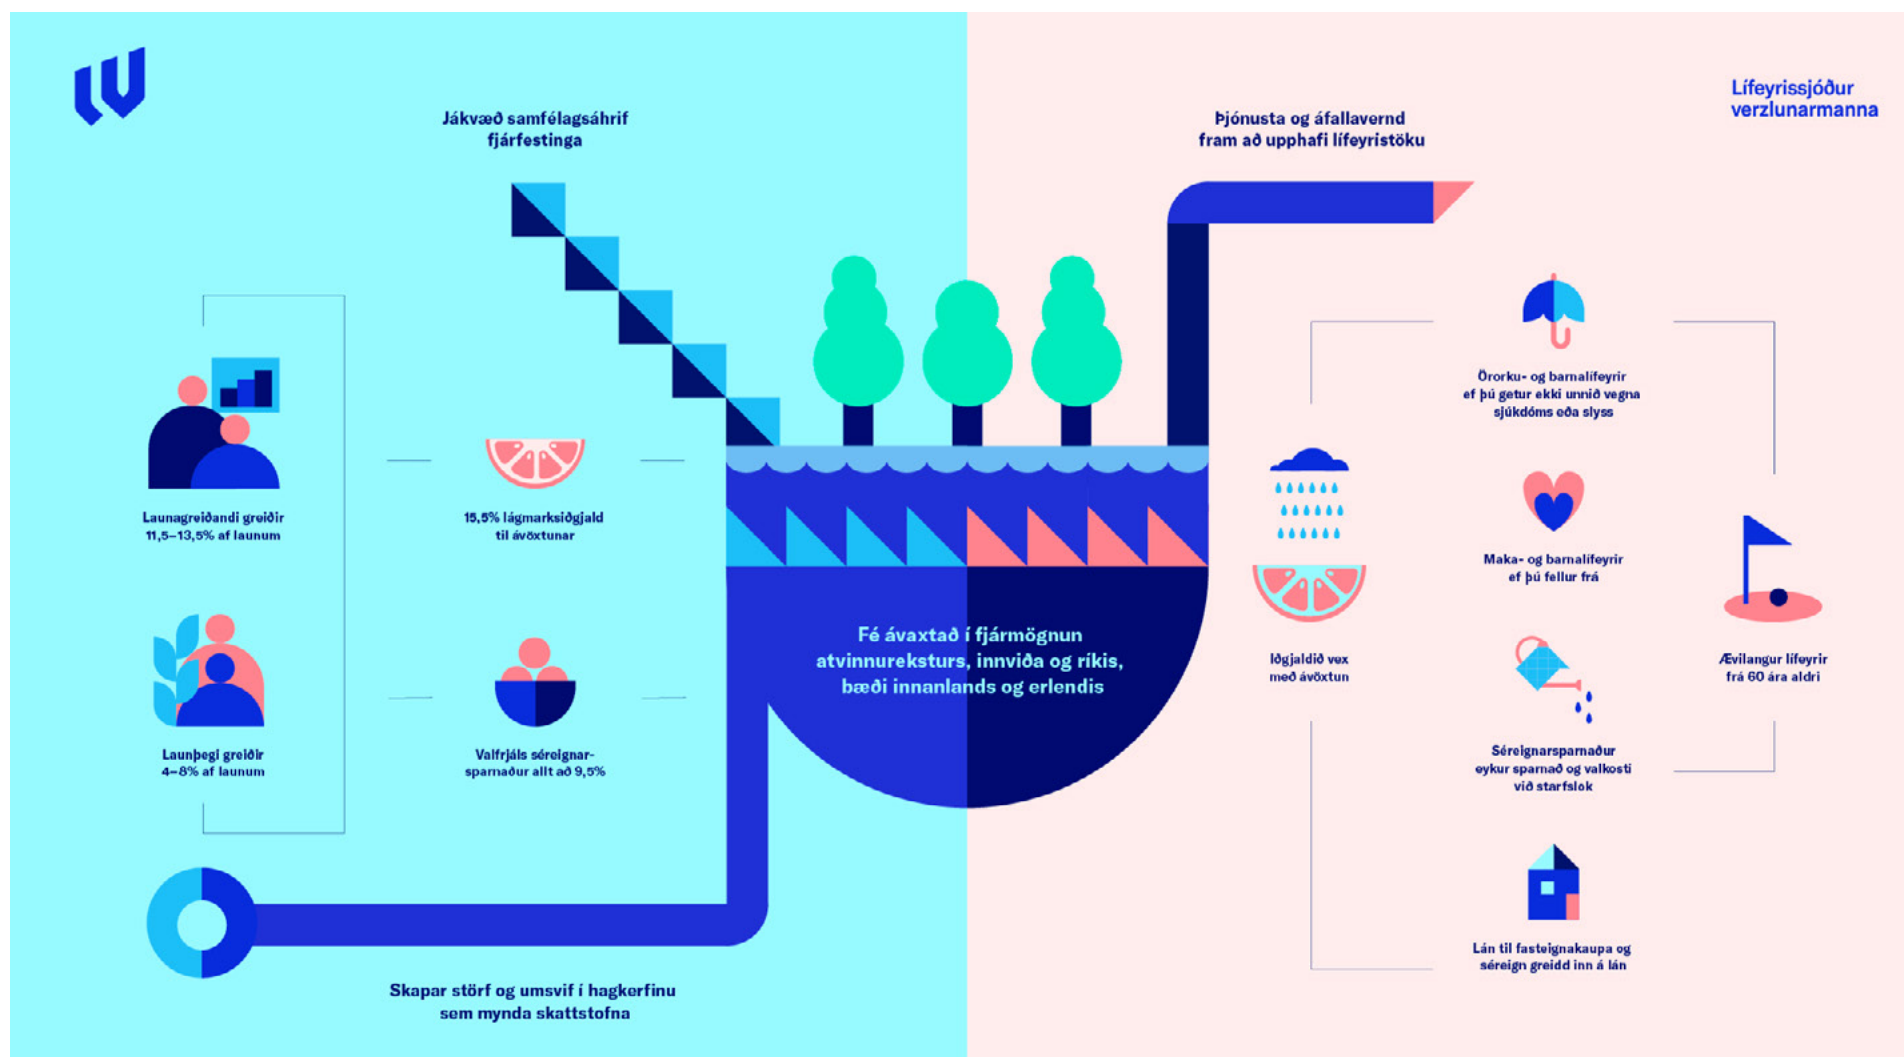 Lífeyrissjóður
verzlunarmanna
Jákvæð samfélagsáhrif
fjárfestinga
Þjónusta og áfallavernd
fram að upphafi lífeyristöku
Launagreiðandi greiðir
11,5–13,5% af launum
15,5% lágmarksiðgjald
til ávöxtunar
Launþegi greiðir
4–8% af launum
Valfrjáls séreignar-
sparnaður allt að 9,5%
Fé ávaxtað í fjármögnun
atvinnureksturs, innviða og ríkis,
bæði innanlands og erlendis
Skapar störf og umsvif í hagkerfinu
sem mynda skattstofna
Iðgjaldið vex
með ávöxtun
Örorku- og barnalífeyrir
ef þú getur ekki unnið vegna
sjúkdóms eða slyss
Maka- og barnalífeyrir
ef þú fellur frá
Séreignarsparnaður
eykur sparnað og valkosti
við starfslok
Lán til fasteignakaupa og
séreign greidd inn á lán
Ævilangur lífeyrir
frá 60 ára aldri